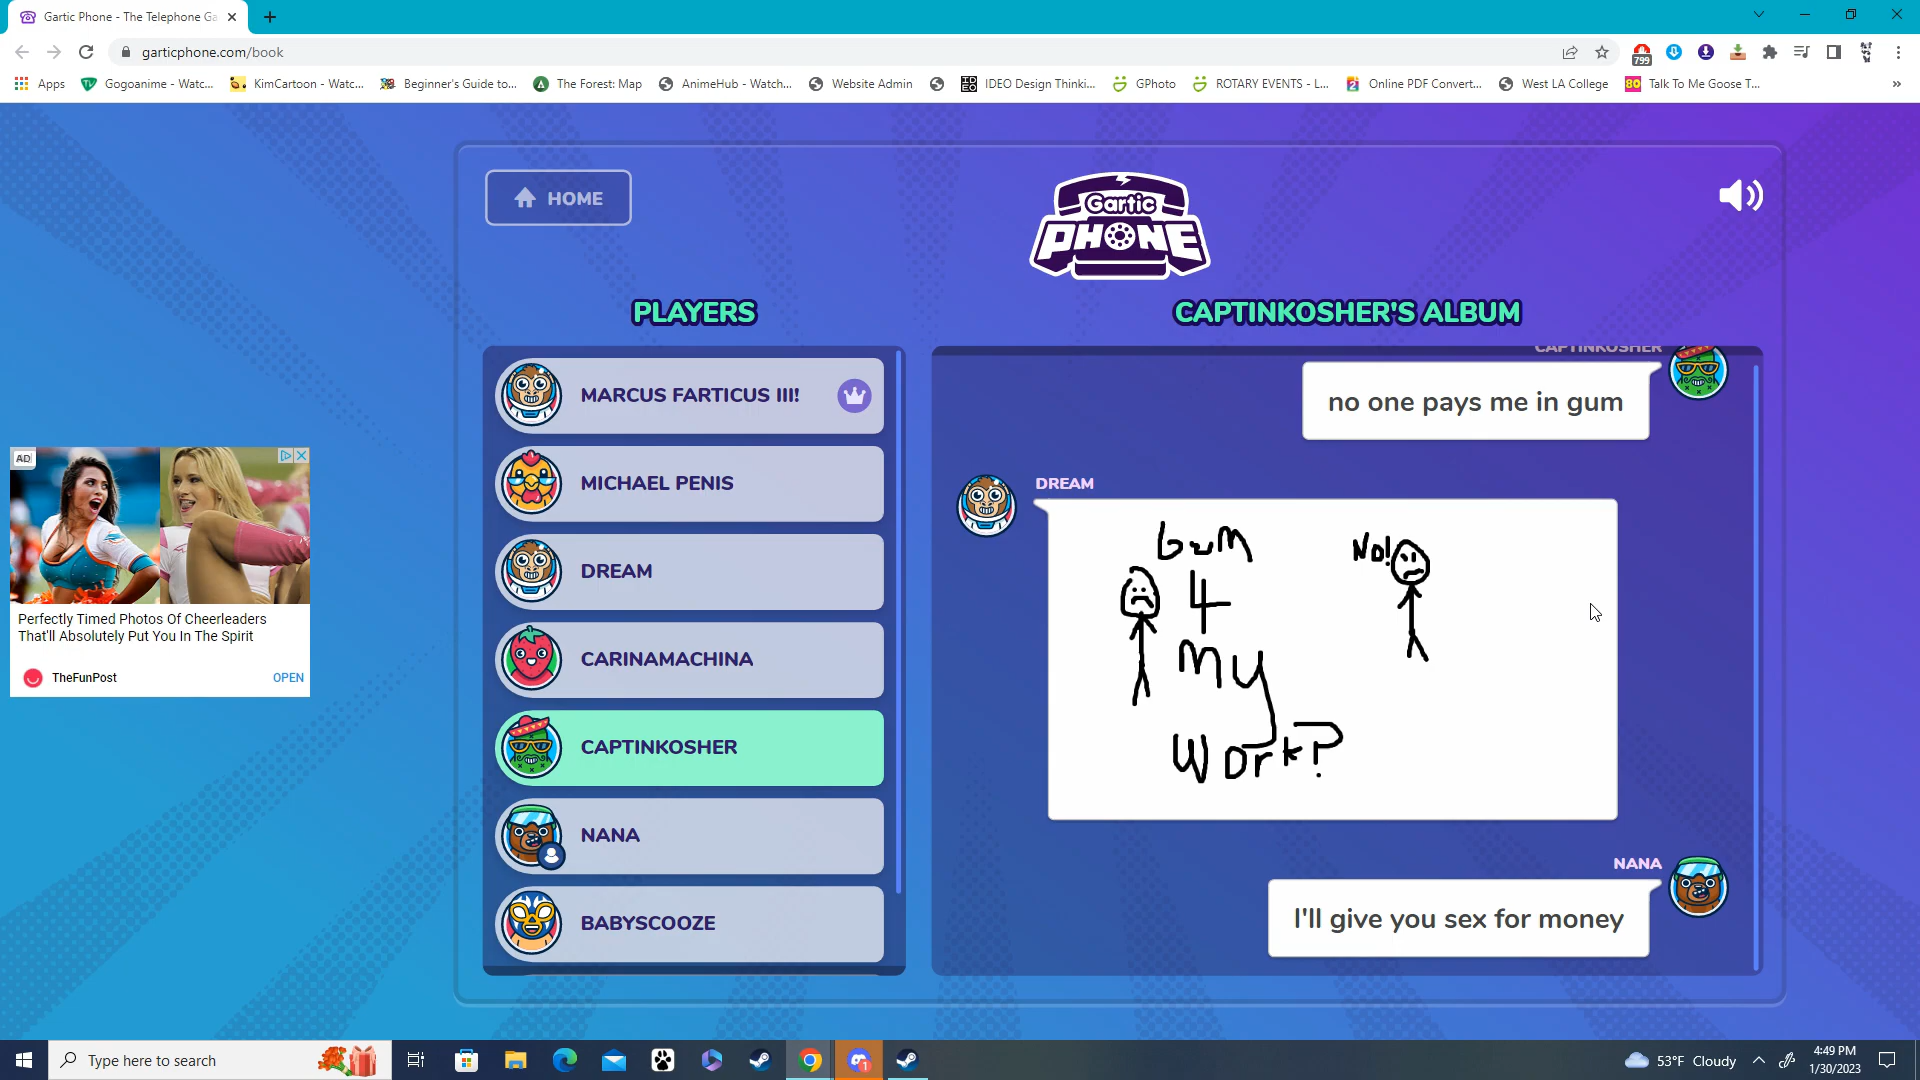 Gartic Phone - The Telephone Ga
garticphone.com/book
799
Apps
Gogoanime - Watc...
KimCartoon - Watc...
Beginner's Guide to...
The Forest: Map
AnimeHub - Watch...
Website Admin
IDEO Design Thinki...
GPhoto
ROTARY EVENTS - L...
Online PDF Convert...
West LA College
Talk To Me Goose T...
HOME
Gartic
PHONE
PLAYERS
MARCUS FARTICUS III!
MICHAEL PENIS
DREAM
CARINAMACHINA
CAPTINKOSHER
NANA
BABYSCOOZE
CAPTINKOSHER'S ALBUM
CAPTINKOSHER
no one pays me in gum
DREAM
Gum
4
My
Work?
No!
NANA
I'll give you sex for money
AD
Perfectly Timed Photos Of Cheerleaders
That'll Absolutely Put You In The Spirit
TheFunPost
OPEN
Type here to search
1
53°F Cloudy
4:49 PM
1/30/2023